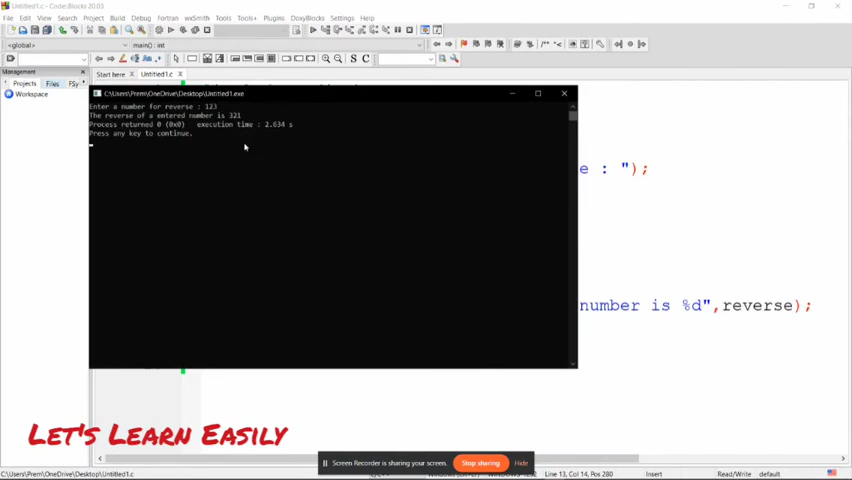 Untitled1.c - Code::Blocks 20.03
File Edit View Search Project Build Debug Fortran wxSmith Tools Tools+ Plugins DoxyBlocks Settings Help
<global> main() : int
Management
Start here Untitled1.c
Projects Files FSy
Workspace
C:\Users\Prem\OneDrive\Desktop\Untitled1.exe
Enter a number for reverse : 123
The reverse of a entered number is 321
Process returned 0 (0x0) execution time : 2.634 s
Press any key to continue.
e : ");
number is %d",reverse);
Let's Learn Easily
Screen Recorder is sharing your screen. Stop sharing Hide
C:\Users\Prem\OneDrive\Desktop\Untitled1.c Line 13, Col 14, Pos 280 Insert Read/Write default